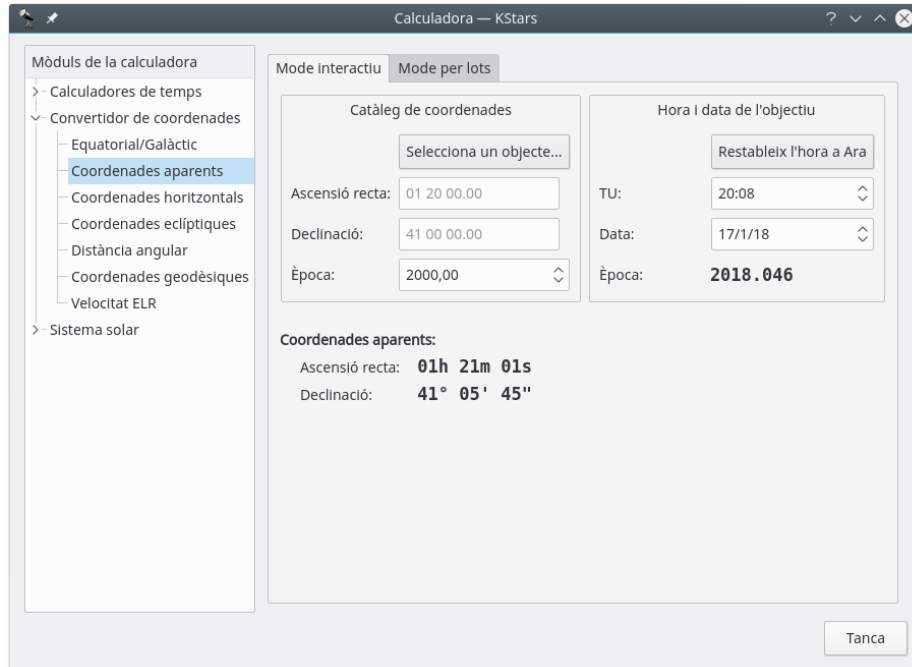 Calculadora — KStars
Mòduls de la calculadora
Calculadores de temps
Convertidor de coordenades
Equatorial/Galàctic
Coordenades aparents
Coordenades horitzontals
Coordenades eclíptiques
Distància angular
Coordenades geodèsiques
Velocitat ELR
Sistema solar
Mode interactiu
Mode per lots
Catàleg de coordenades
Selecciona un objecte...
Ascensió recta: 01 20 00.00
Declinació: 41 00 00.00
Època: 2000,00
Hora i data de l'objectiu
Restableix l'hora a Ara
TU: 20:08
Data: 17/1/18
Època: 2018.046
Coordenades aparents:
Ascensió recta: 01h 21m 01s
Declinació: 41° 05' 45"
Tanca